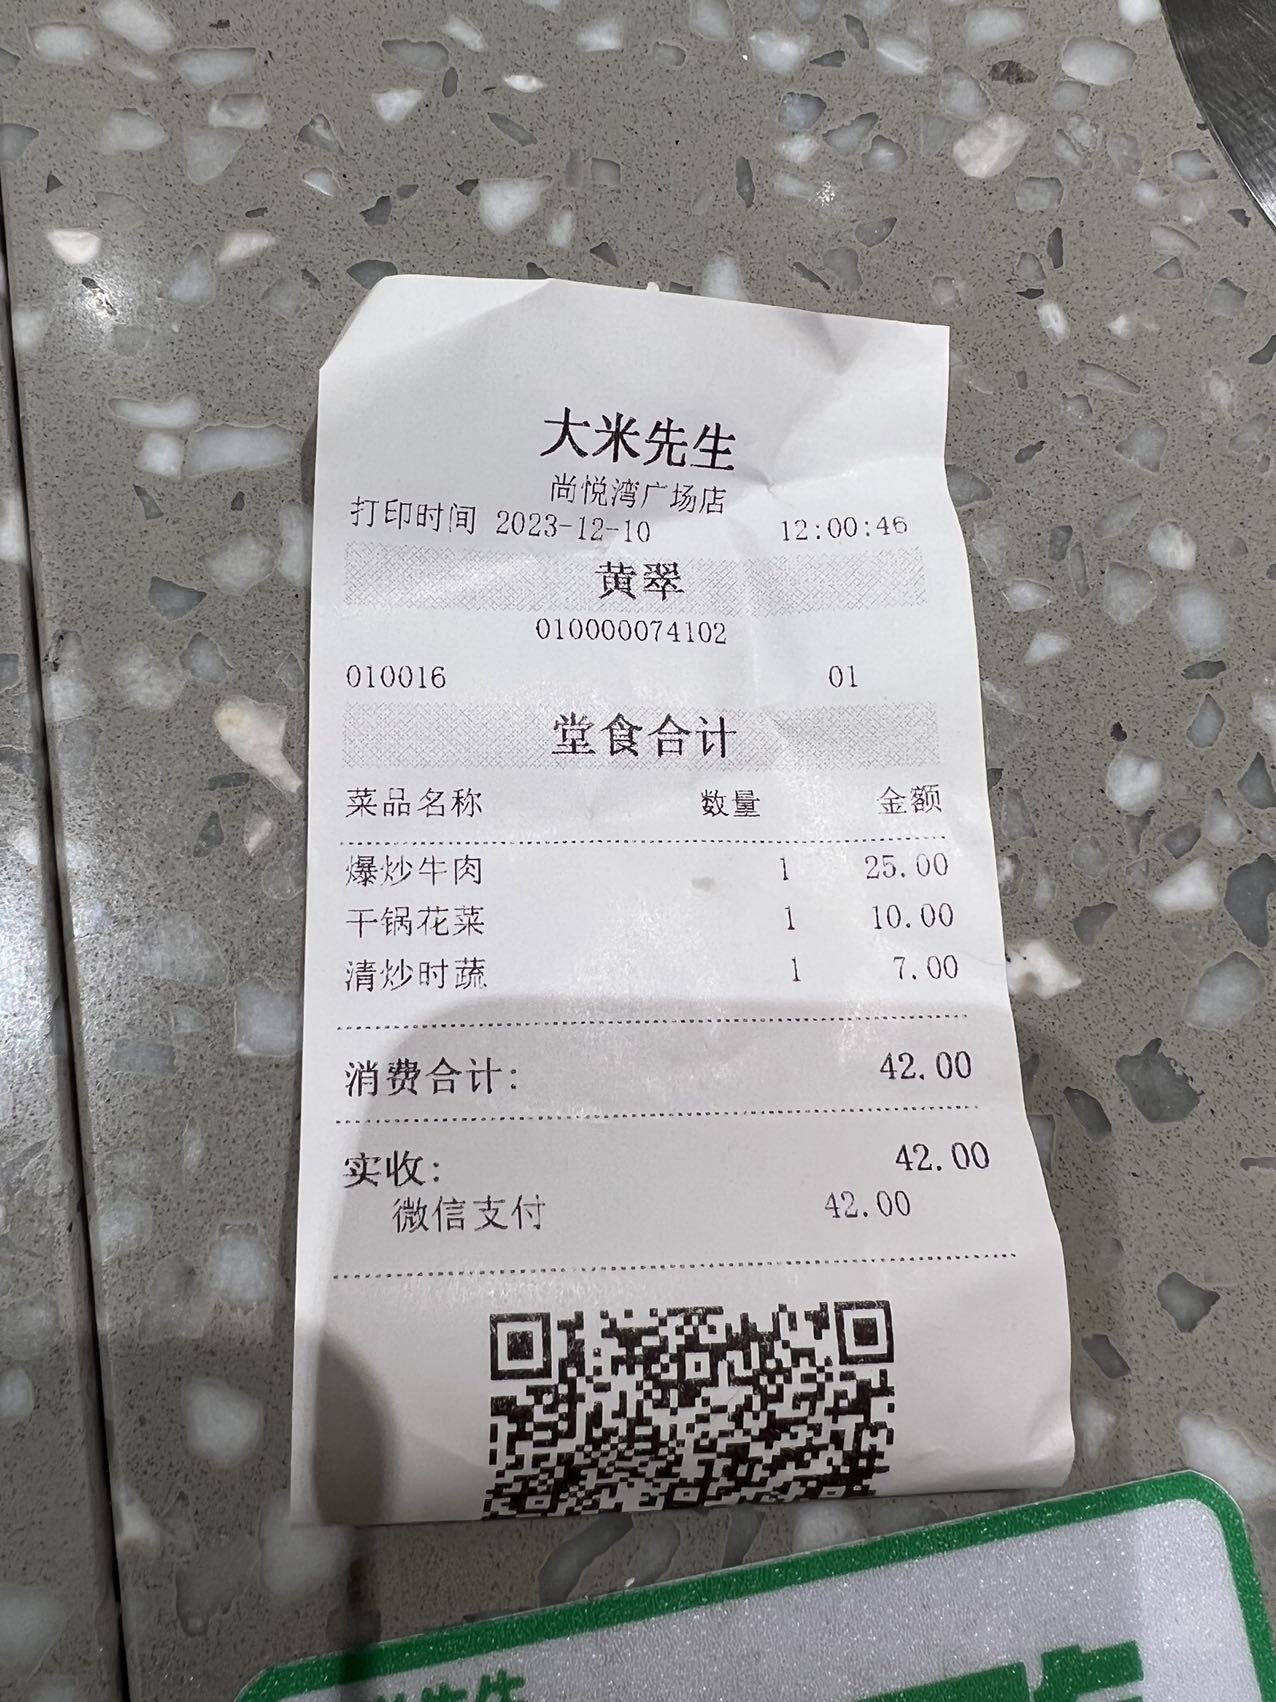 大米先生
尚悦湾广场店
打印时间 2023-12-10 12:00:46
黄翠
010000074102
010016 01
堂食合计
菜品名称 数量 金额
爆炒牛肉 1 25.00
干锅花菜 1 10.00
清炒时蔬 1 7.00
消费合计: 42.00
实收: 42.00
微信支付 42.00